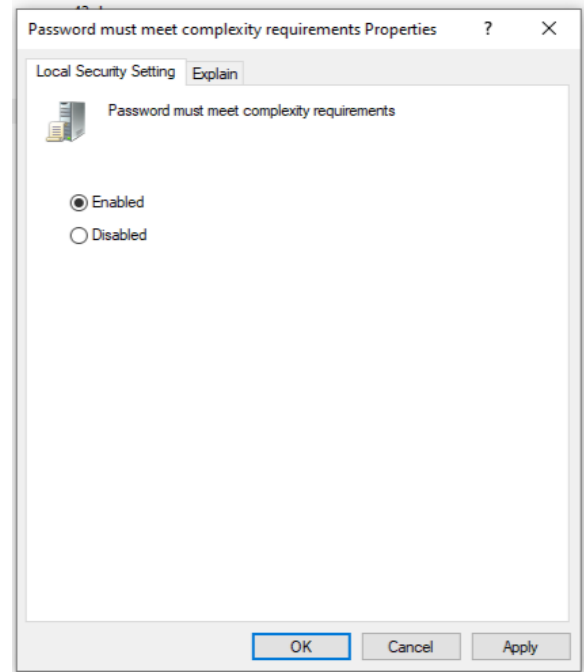 Password must meet complexity requirements Properties ? ×
Local Security Setting Explain
Password must meet complexity requirements
Enabled
Disabled
OK Cancel Apply